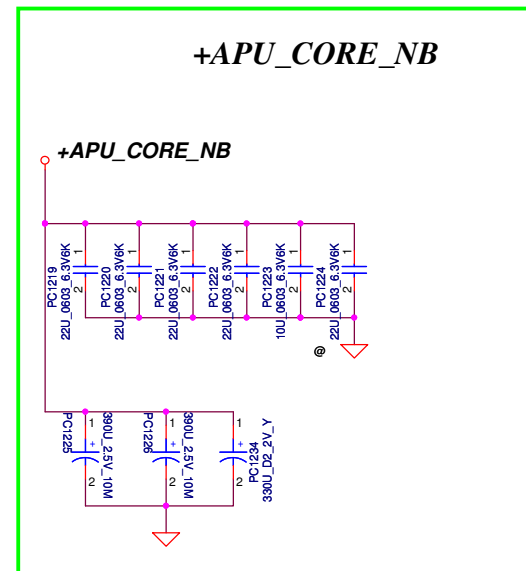 +APU_CORE_NB
+APU_CORE_NB
1
2
PC1219
22U_0603_6.3V6K
1
2
PC1220
22U_0603_6.3V6K
1
2
PC1221
22U_0603_6.3V6K
1
2
PC1222
22U_0603_6.3V6K
1
2
PC1223
10U_0603_6.3V6K
1
2
PC1224
22U_0603_6.3V6K
@
1
+
2
PC1225
390U_2.5V_10M
1
+
2
PC1226
390U_2.5V_10M
1
+
2
PC1234
330U_D2_2V_Y